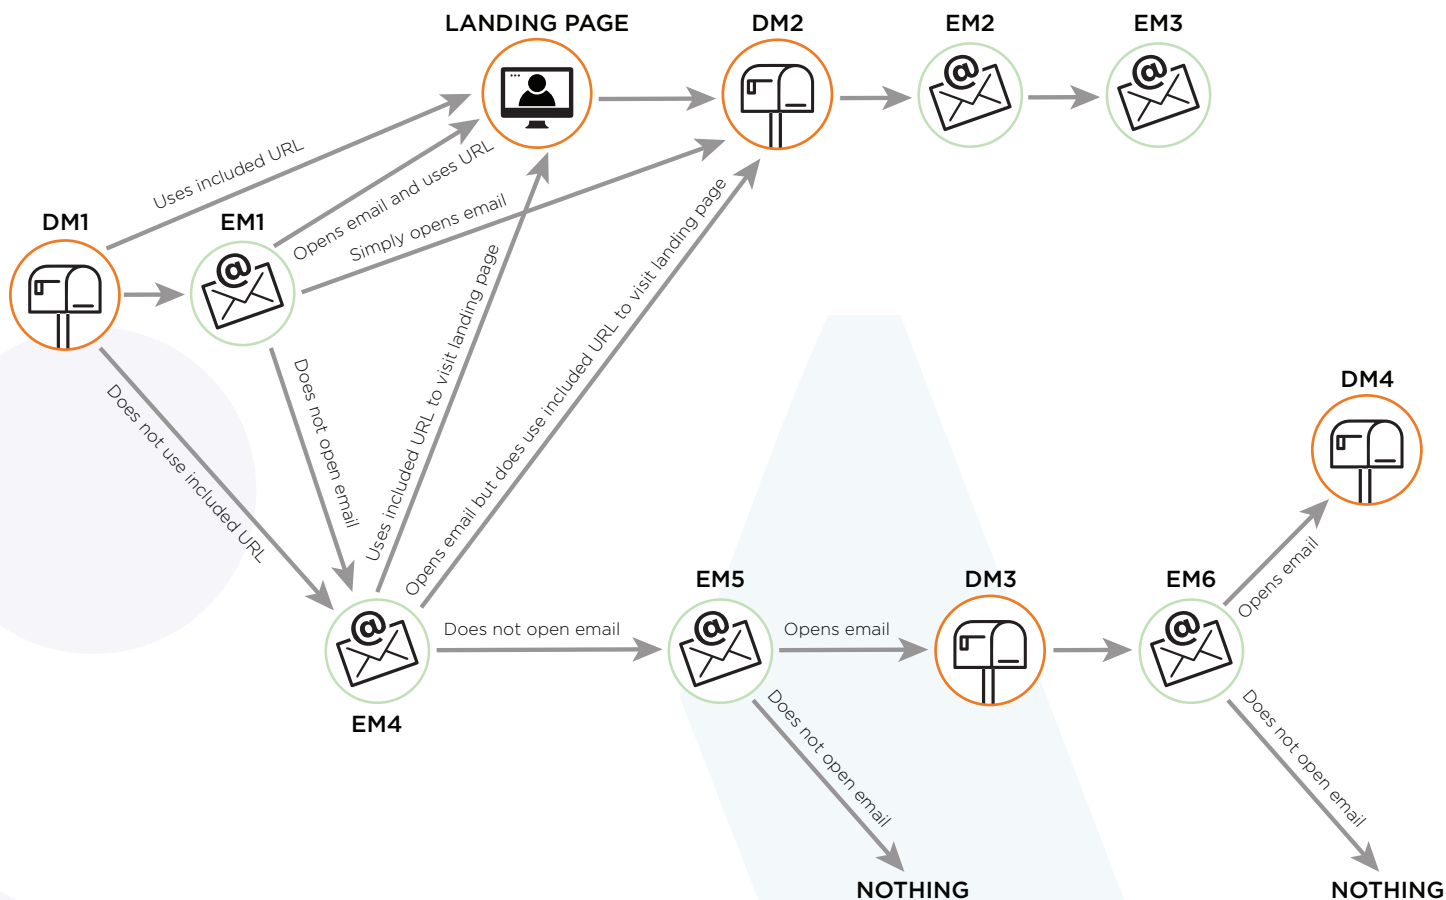 LANDING PAGE
DM2
EM2
EM3
Uses included URL
Opens email and uses URL
Simply opens email
DM1
EM1
Does not use included URL
Does not open email
Uses included URL to visit landing page
Opens email but does use included URL to visit landing page
DM4
EM4
Does not open email
EM5
Opens email
DM3
EM6
Opens email
Does not open email
Does not open email
NOTHING
NOTHING